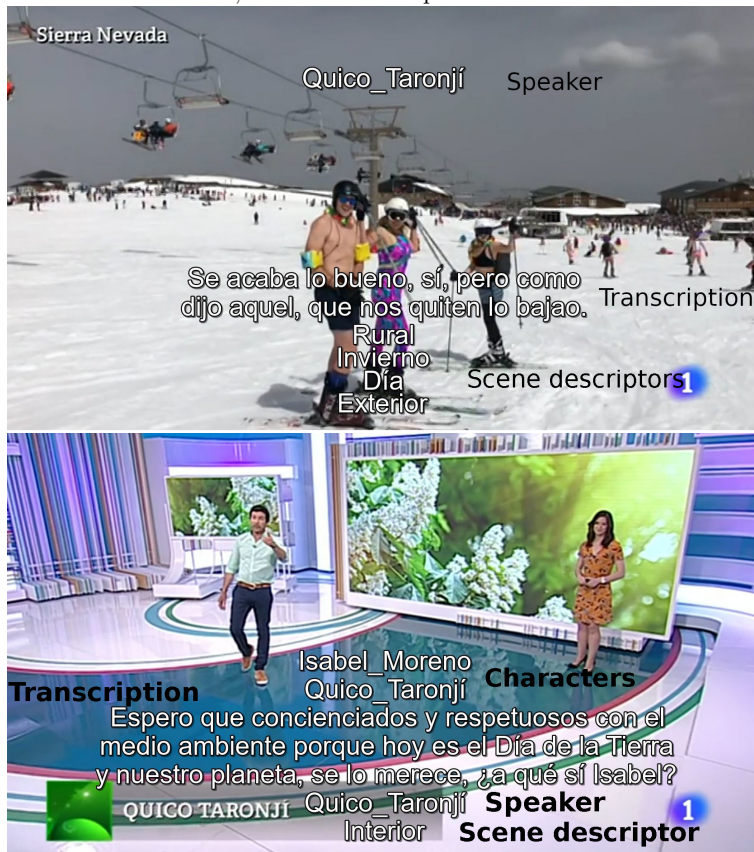 Sierra Nevada
Quico_Taronjí
Speaker
Se acaba lo bueno, sí, pero como
dijo aquel, que nos quiten lo bajao.
Transcription
Rural
Invierno
Día
Scene descriptors
1
Exterior
Isabel_Moreno
Characters
Transcription
Quico_Taronjí
Espero que concienciados y respetuosos con el
medio ambiente porque hoy es el Día de la Tierra
y nuestro planeta, se lo merece, ¿a qué sí Isabel?
QUICO TARONJÍ
Quico_Taronjí
Speaker
1
Interior
Scene descriptor